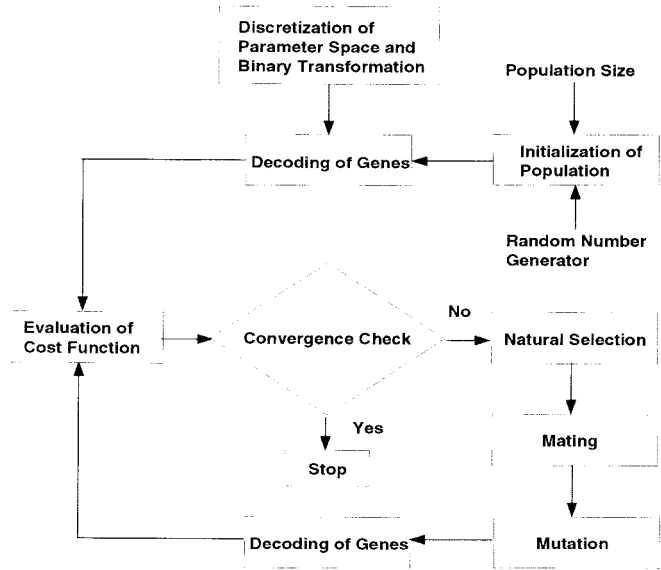 Discretization of
Parameter Space and
Binary Transformation
Population Size
Decoding of Genes
Initialization of
Population
Random Number
Generator
Evaluation of
Cost Function
Convergence Check
No
Natural Selection
Yes
Stop
Mating
Decoding of Genes
Mutation